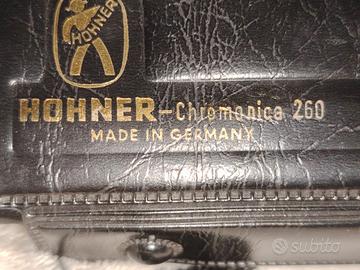 HOHNER
HOHNER-Chromonica 260
MADE IN GERMANY
subito